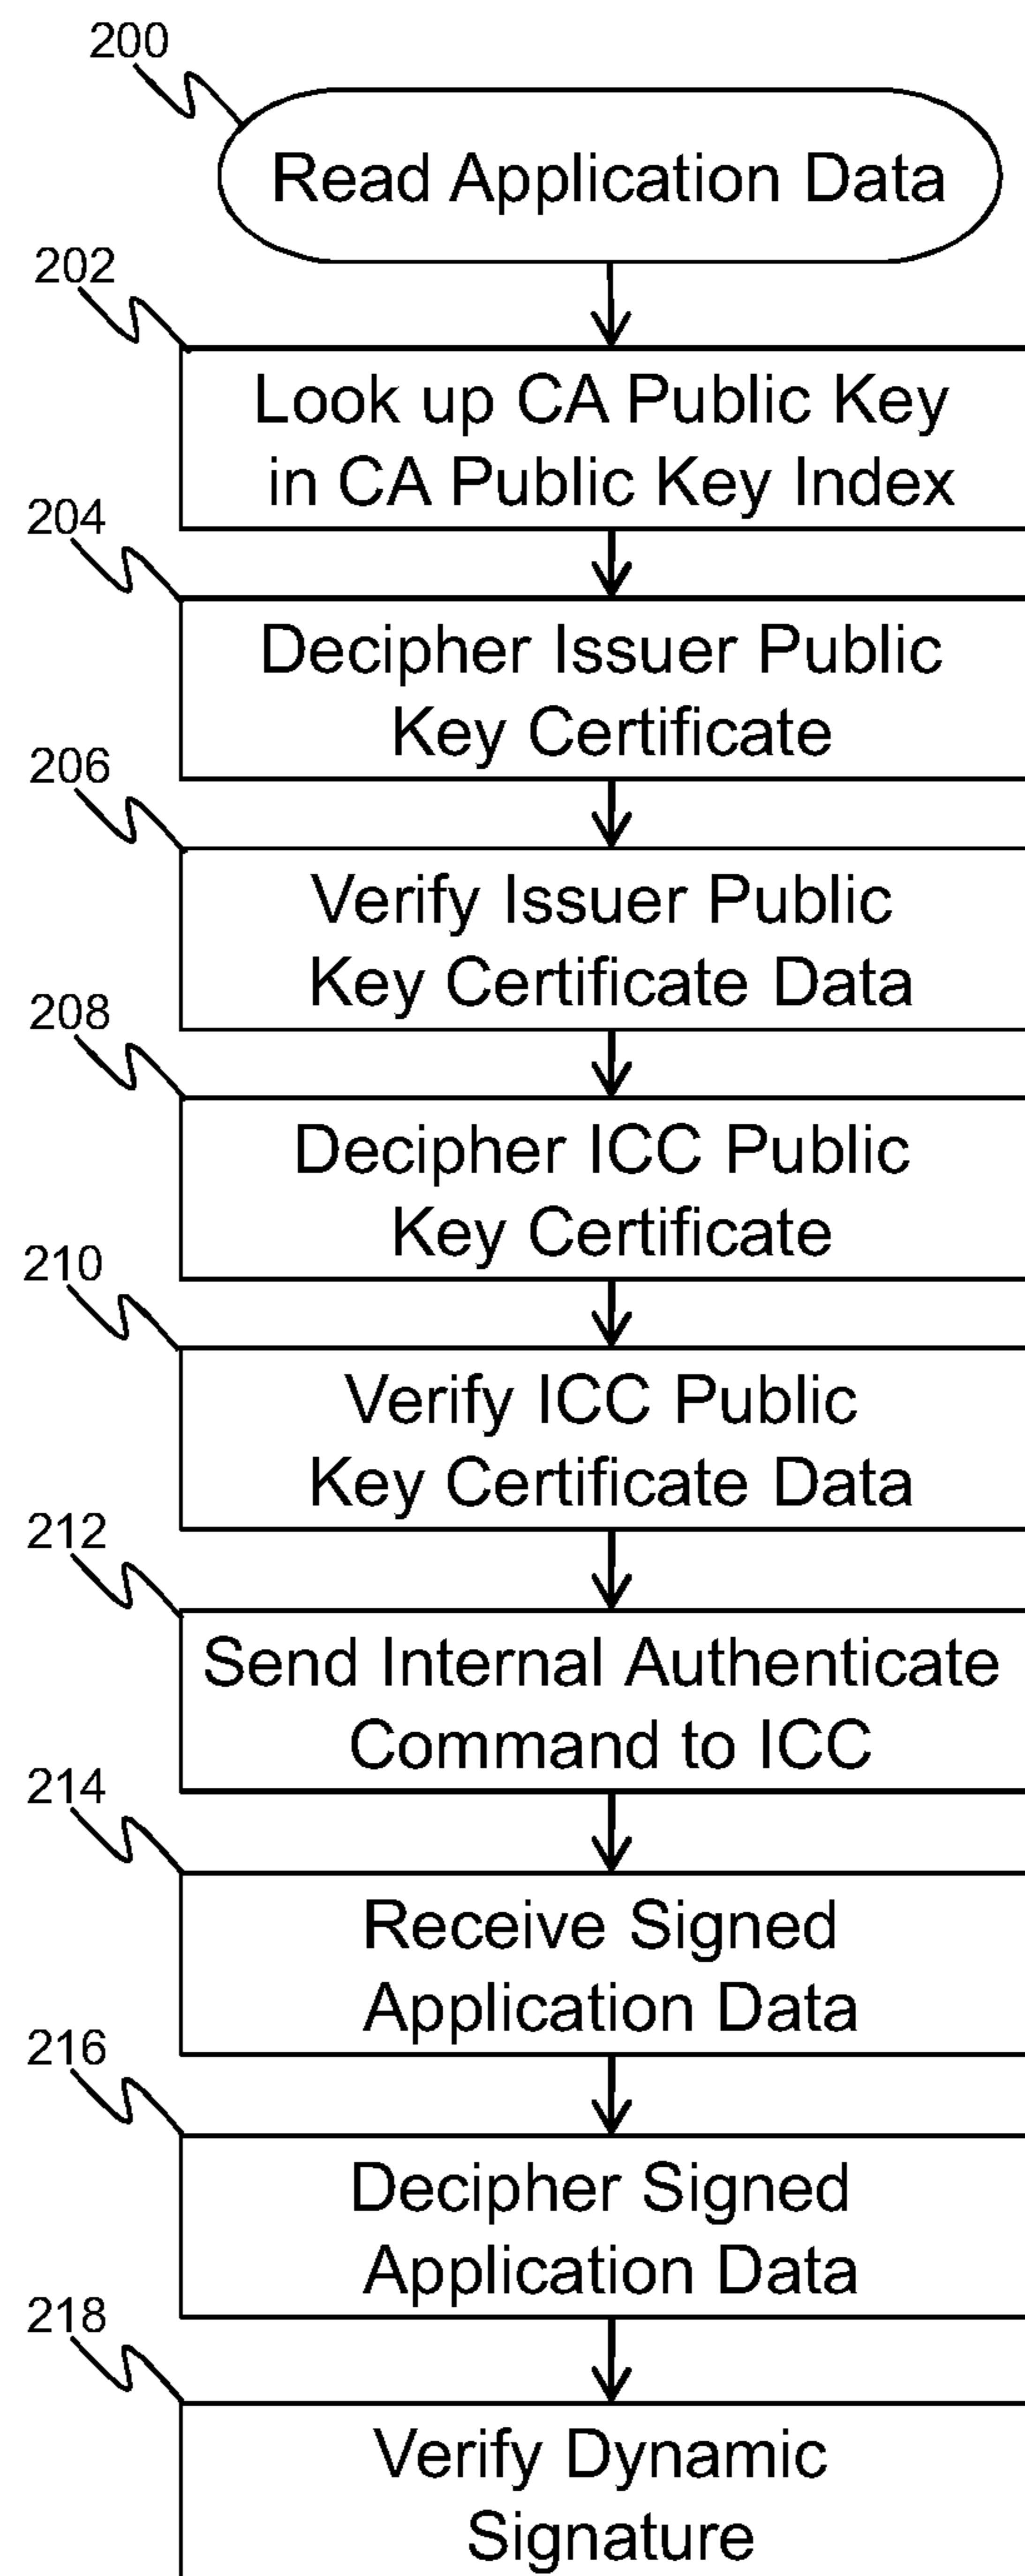 200
Read Application Data
202
Look up CA Public Key
in CA Public Key Index
204
Decipher Issuer Public
Key Certificate
206
Verify Issuer Public
Key Certificate Data
208
Decipher ICC Public
Key Certificate
210
Verify ICC Public
Key Certificate Data
212
Send Internal Authenticate
Command to ICC
214
Receive Signed
Application Data
216
Decipher Signed
Application Data
218
Verify Dynamic
Signature